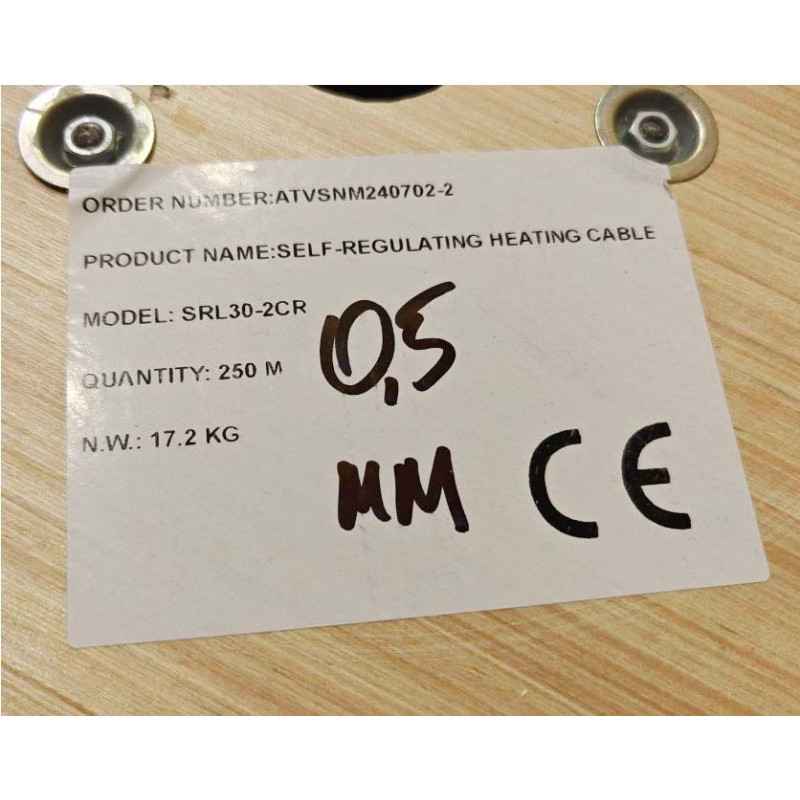 ORDER NUMBER:ATVSNM240702-2
PRODUCT NAME:SELF-REGULATING HEATING CABLE
MODEL: SRL30-2CR
QUANTITY: 250 M
N.W.: 17.2 KG
0,5
мм
CE